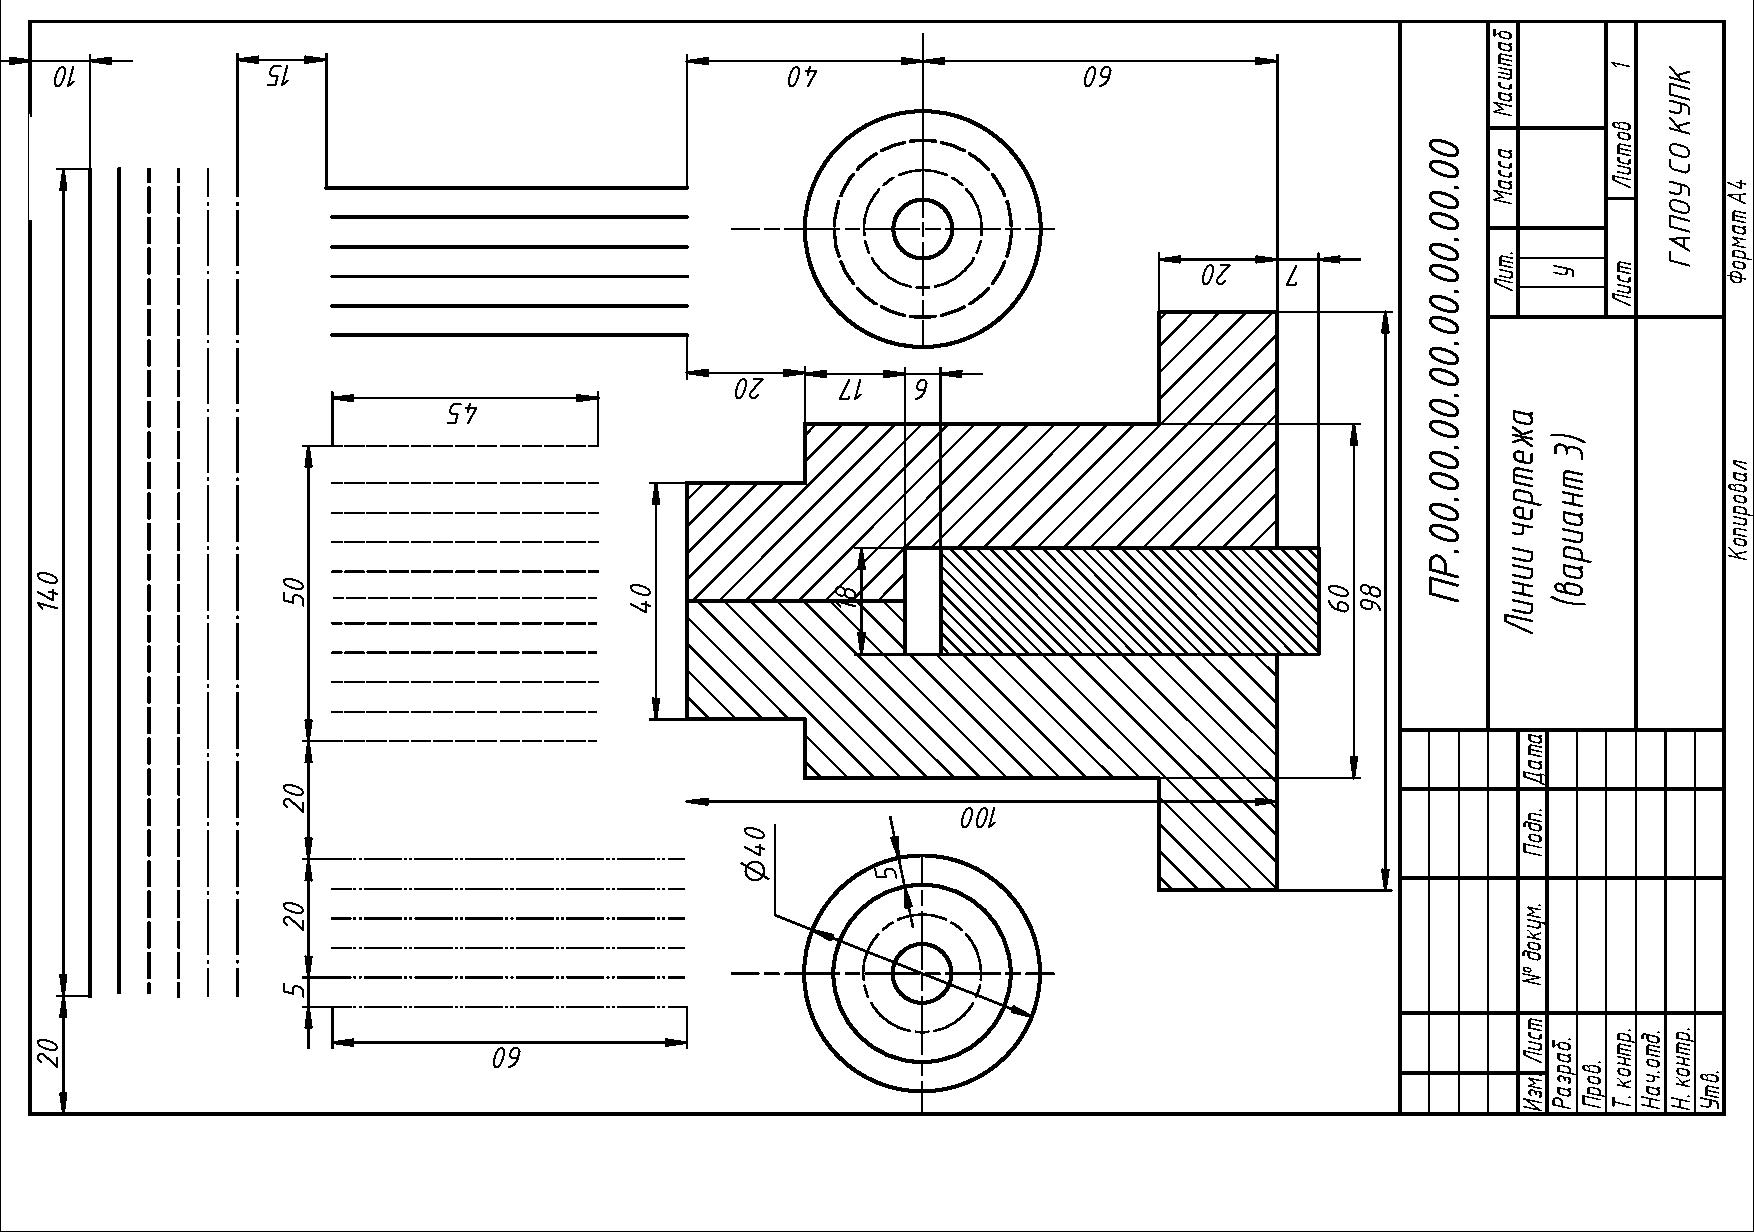 10
140
20
15
60
5
20
20
50
45
40
60
⌀40
5
100
40
18
20
17
6
20
7
60
98
ПР.00.00.00.00.00.00.00.00
Линии чертежа
(вариант 3)
Лит.
Масса
Масштаб
У
Лист
Листов
1
ГАПОУ СО КУПК
Изм.
Лист
№ докум.
Подп.
Дата
Разраб.
Пров.
Т. контр.
Нач.отд.
Н. контр.
Утв.
Копировал
Формат А4